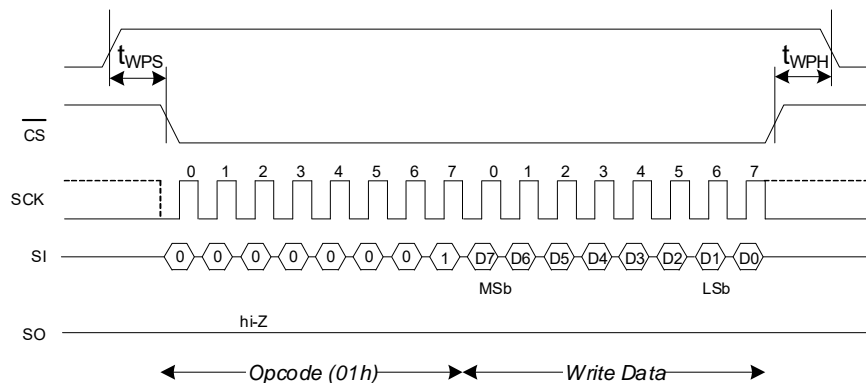 tWPS tWPH
CS
0 1 2 3 4 5 6 7 0 1 2 3 4 5 6 7
SCK
SI 0 0 0 0 0 0 0 1 D7 D6 D5 D4 D3 D2 D1 D0
MSb LSb
hi-Z
SO
Opcode (01h) Write Data